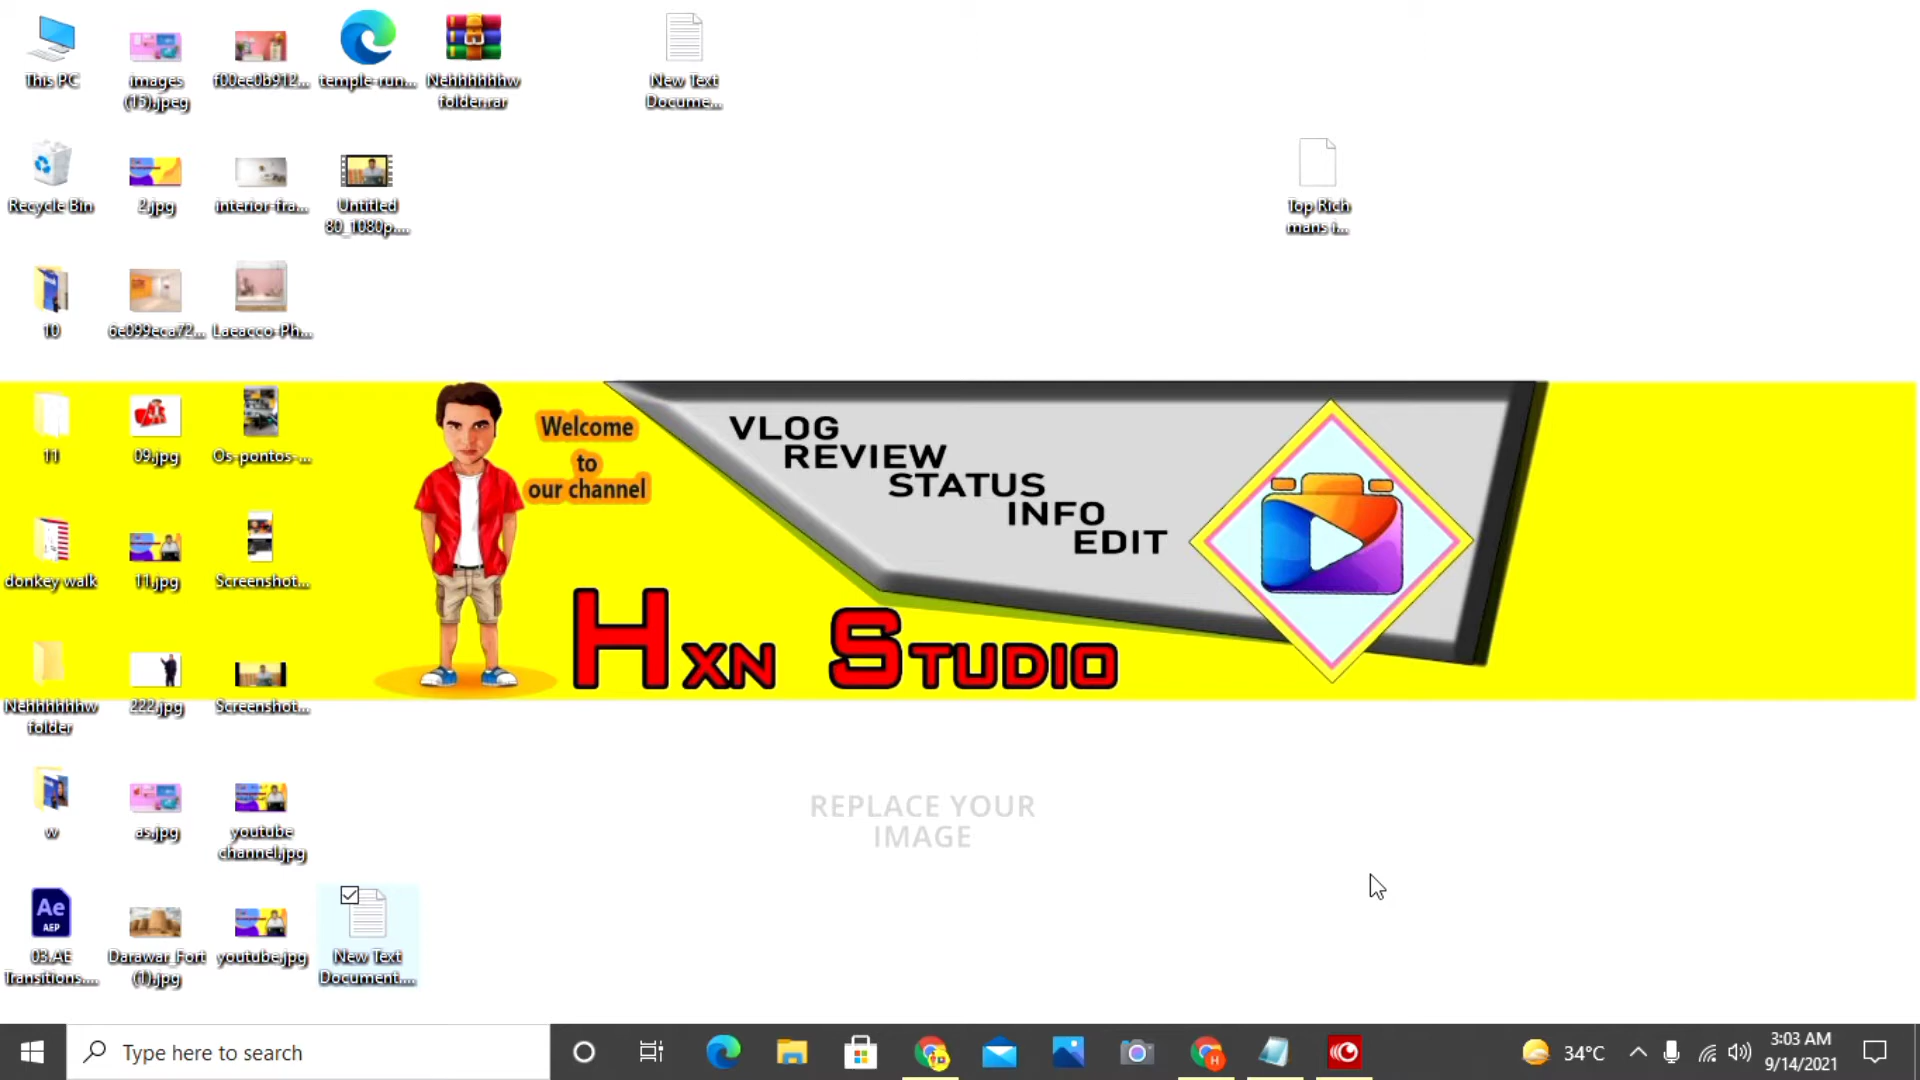 This PC
images
(15).jpeg
f00ee0b912...
temple-run...
Nehhhhhhw
folder.rar
New Text
Docume...
Recycle Bin
2.jpg
interior-fra...
Untitled
80_1080p....
Top Rich
mans i...
10
6e099eca72...
Laeacco-Ph...
11
09.jpg
Os-pontos-...
donkey walk
11.jpg
Screenshot...
Nehhhhhhw
folder
222.jpg
Screenshot...
w
as.jpg
youtube
channel.jpg
Ae
AEP
03.AE
Transitions....
Darawar_Fort
(1).jpg
youtube.jpg
New Text
Document....
Welcome
to
our channel
VLOG
REVIEW
STATUS
INFO
EDIT
HXN STUDIO
REPLACE YOUR
IMAGE
Type here to search
34°C
3:03 AM
9/14/2021